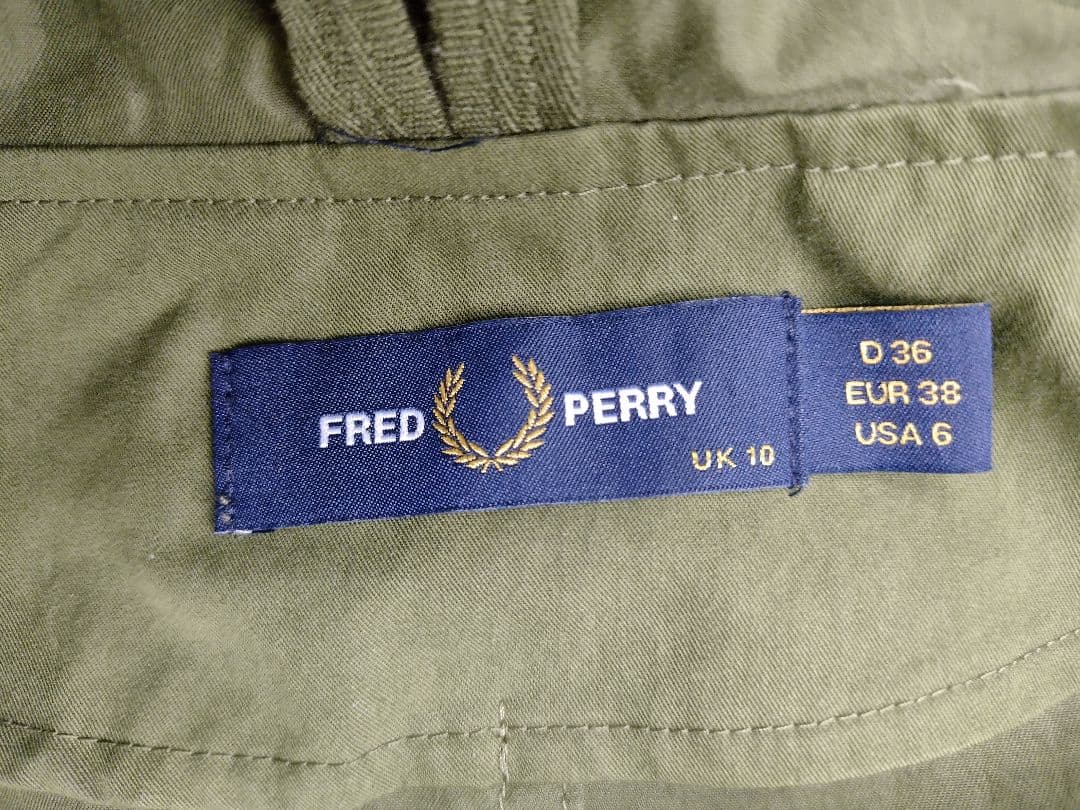 FRED PERRY
UK 10
D 36
EUR 38
USA 6